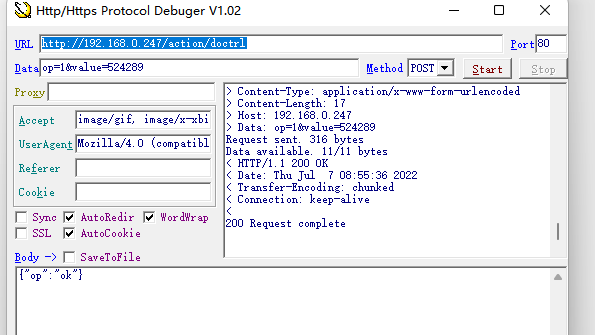 Http/Https Protocol Debuger V1.02
URL http://192.168.0.247/action/doctrl Port 80
Data op=1&value=524289 Method POST Start Stop
Proxy
Accept image/gif, image/x-xbi
UserAgent Mozilla/4.0 (compatibl
Referer
Cookie
Sync AutoRedir WordWrap
SSL AutoCookie
> Content-Type: application/x-www-form-urlencoded
> Content-Length: 17
> Host: 192.168.0.247
> Data: op=1&value=524289
Request sent. 316 bytes
Data available. 11/11 bytes
< HTTP/1.1 200 OK
< Date: Thu Jul  7 08:55:36 2022
< Transfer-Encoding: chunked
< Connection: keep-alive
<
200 Request complete
Body -> SaveToFile
{"op":"ok"}